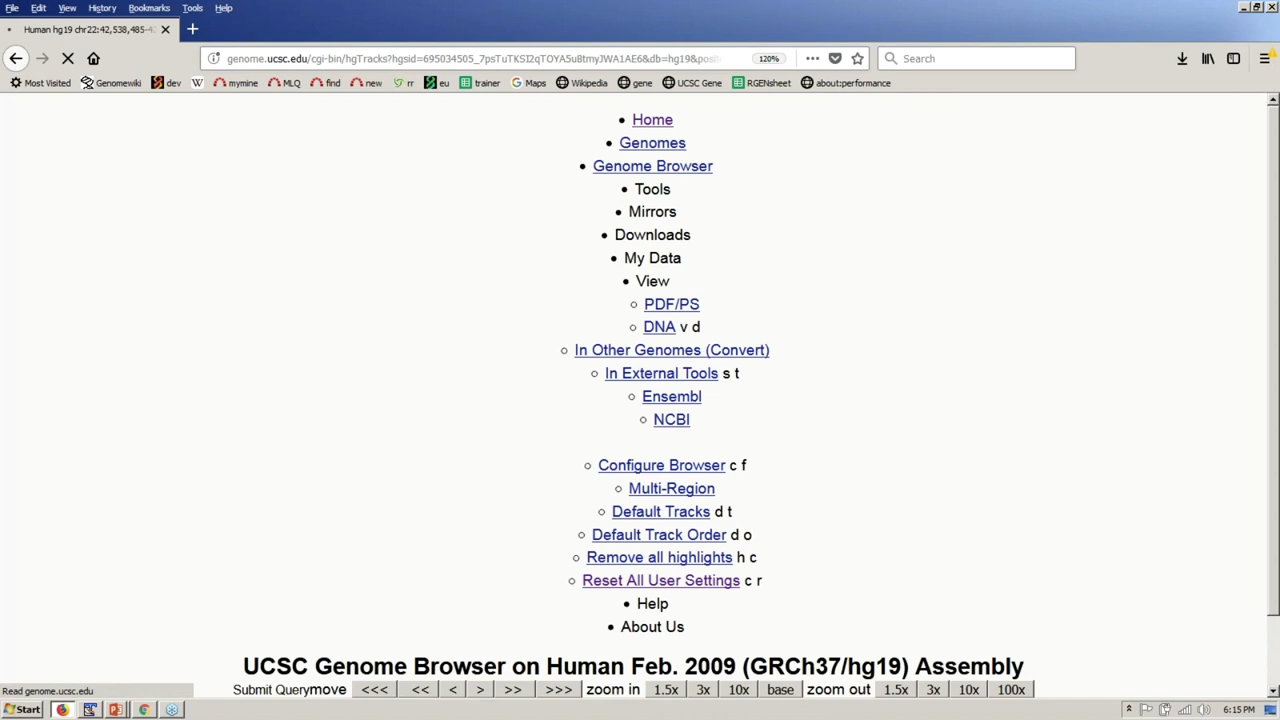 File Edit View History Bookmarks Tools Help
Human hg19 chr22:42,538,485-4
genome.ucsc.edu/cgi-bin/hgTracks?hgsid=695034505_7psTuTKSI2qTOYA5uBtmyJWA1AE6&db=hg19&posit 120% Search
Most Visited Genomewiki dev mymine MLQ find new rr eu trainer Maps Wikipedia gene UCSC Gene RGENsheet about:performance
Home
Genomes
Genome Browser
Tools
Mirrors
Downloads
My Data
View
PDF/PS
DNA v d
In Other Genomes (Convert)
In External Tools s t
Ensembl
NCBI
Configure Browser c f
Multi-Region
Default Tracks d t
Default Track Order d o
Remove all highlights h c
Reset All User Settings c r
Help
About Us
UCSC Genome Browser on Human Feb. 2009 (GRCh37/hg19) Assembly
Submit Querymove <<< << < > >> >>> zoom in 1.5x 3x 10x base zoom out 1.5x 3x 10x 100x
Read genome.ucsc.edu
Start 6:15 PM